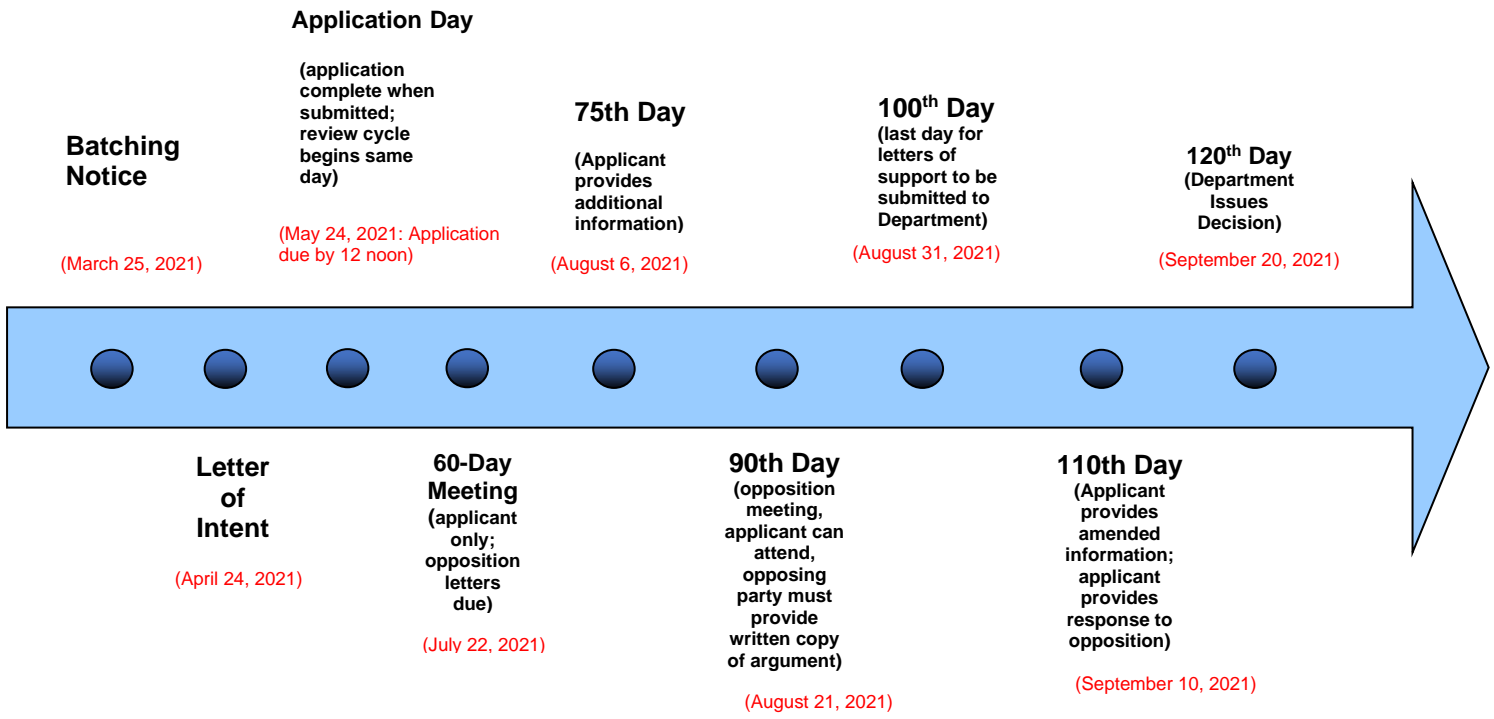 Application Day
(application
complete when
submitted;
review cycle
begins same
day)
(May 24, 2021: Application
due by 12 noon)
Batching
Notice
(March 25, 2021)
75th Day
(Applicant
provides
additional
information)
(August 6, 2021)
100th Day
(last day for
letters of
support to be
submitted to
Department)
(August 31, 2021)
120th Day
(Department
Issues
Decision)
(September 20, 2021)
Letter
of
Intent
(April 24, 2021)
60-Day
Meeting
(applicant
only;
opposition
letters
due)
(July 22, 2021)
90th Day
(opposition
meeting,
applicant can
attend,
opposing
party must
provide
written copy
of argument)
(August 21, 2021)
110th Day
(Applicant
provides
amended
information;
applicant
provides
response to
opposition)
(September 10, 2021)